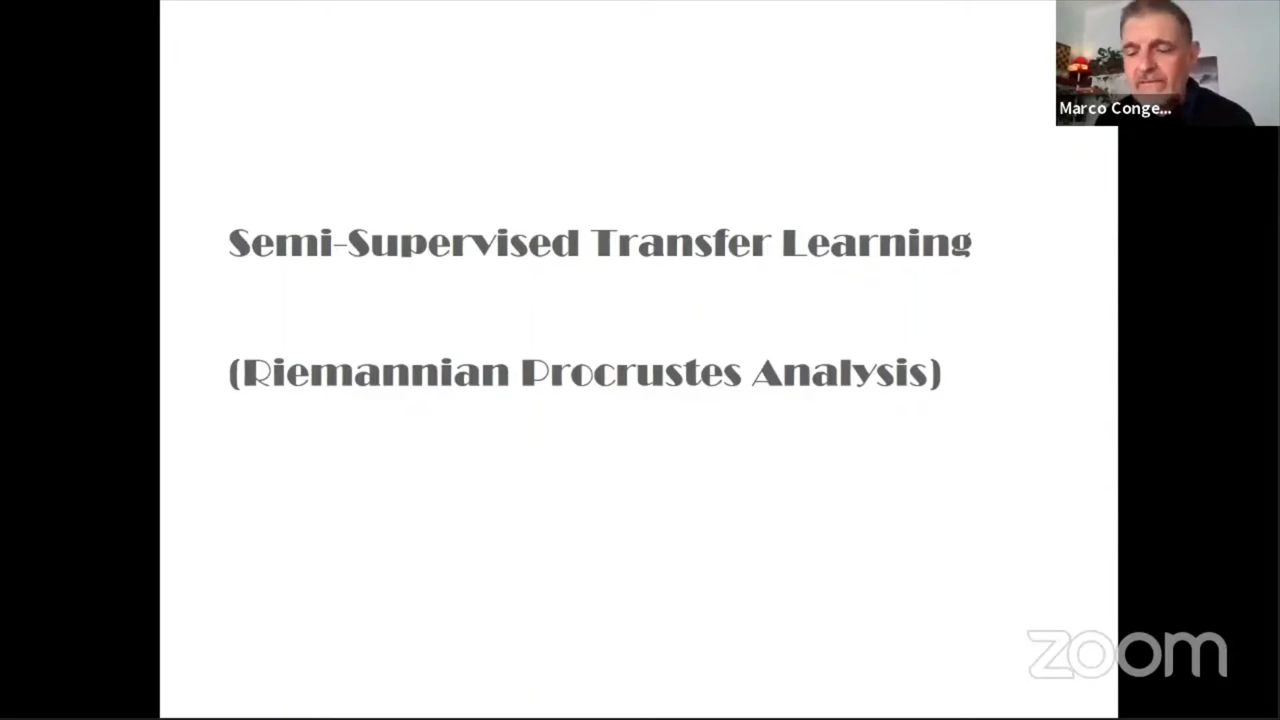 Marco Conge...
Semi-Supervised Transfer Learning
(Riemannian Procrustes Analysis)
zoom